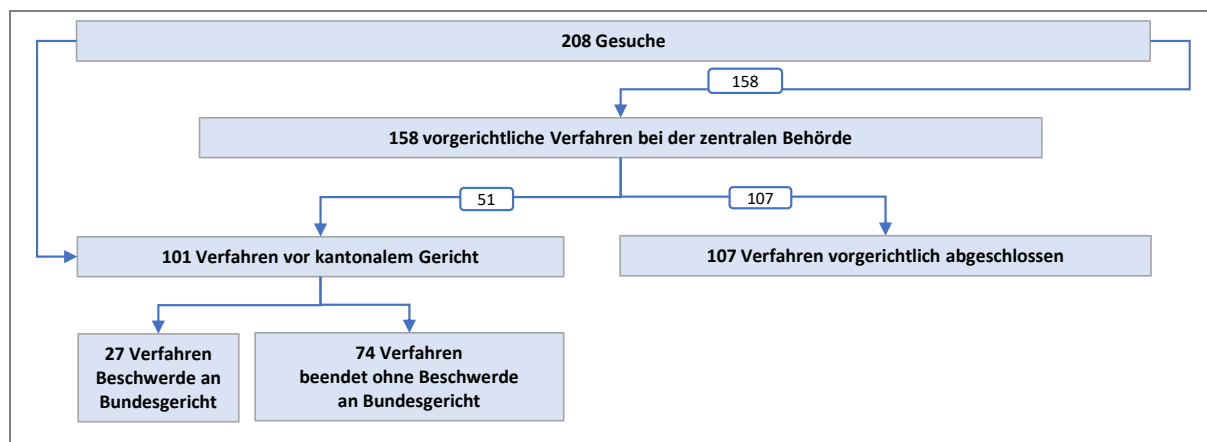 208 Gesuche
158
158 vorgerichtliche Verfahren bei der zentralen Behörde
51
107
101 Verfahren vor kantonalem Gericht
107 Verfahren vorgerichtlich abgeschlossen
27 Verfahren
Beschwerde an
Bundesgericht
74 Verfahren
beendet ohne Beschwerde
an Bundesgericht